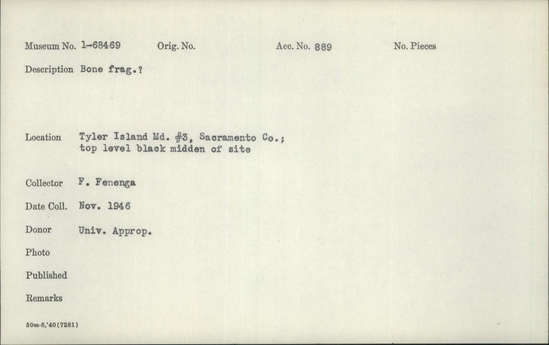 Museum No. 1-68469 Orig. No. Acc. No. 889 No. Pieces
Description Bone frag.?
Location Tyler Island Md. #3, Sacramento Co.;
top level black midden of site
Collector F. Fenenga
Date Coll. Nov. 1946
Donor Univ. Approp.
Photo
Published
Remarks
50m-5,'40(7281)